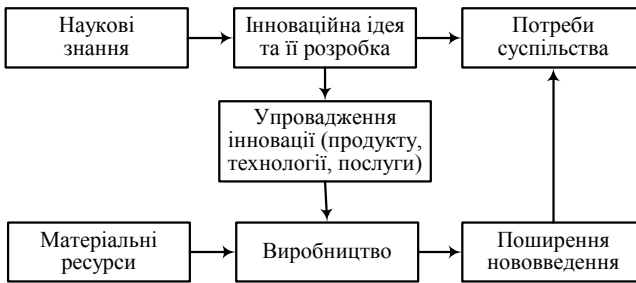 Наукові
знання
Інноваційна ідея
та її розробка
Потреби
суспільства
Упровадження
інновації (продукту,
технології, послуги)
Матеріальні
ресурси
Виробництво
Поширення
нововведення